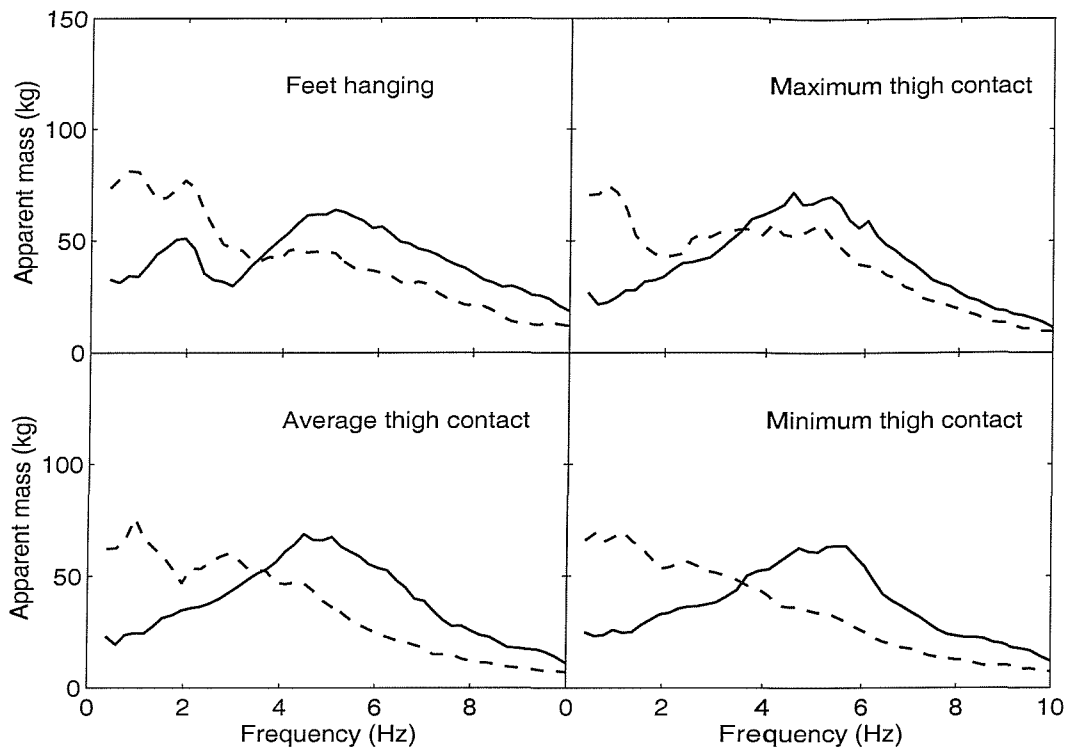 150
Feet hanging
Maximum thigh contact
Apparent mass (kg)
100
50
0
Average thigh contact
Minimum thigh contact
Apparent mass (kg)
100
50
0
0 2 4 6 8 0 2 4 6 8 10
Frequency (Hz)
Frequency (Hz)